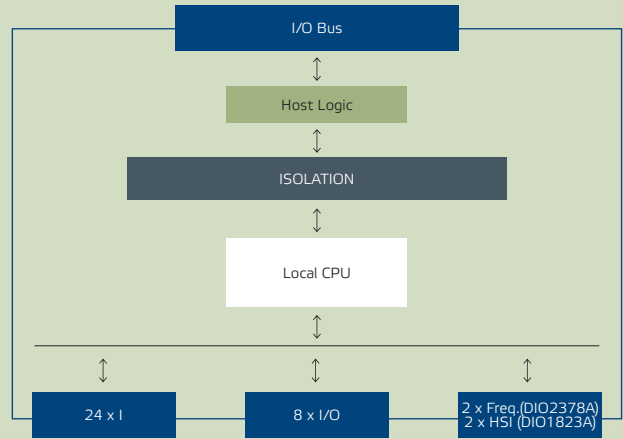 I/O Bus
Host Logic
ISOLATION
Local CPU
24 x I
8 x I/O
2 x Freq.(DIO2378A)
2 x HSI (DIO1823A)